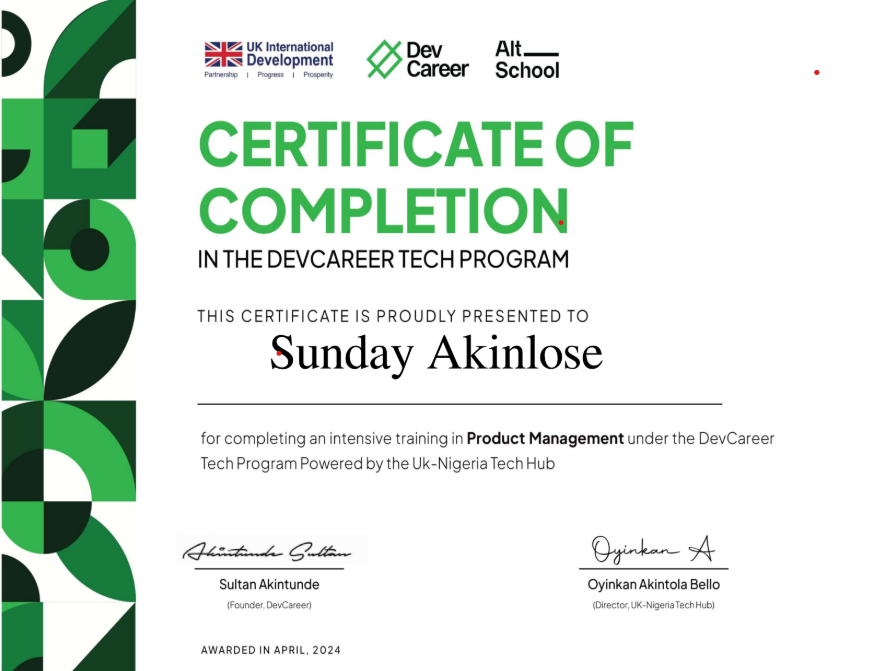 UK International
Development
Partnership | Progress | Prosperity
Dev
Career
Alt
School
CERTIFICATE OF
COMPLETION
IN THE DEVCAREER TECH PROGRAM
THIS CERTIFICATE IS PROUDLY PRESENTED TO
Sunday Akinlose
for completing an intensive training in Product Management under the DevCareer
Tech Program Powered by the Uk-Nigeria Tech Hub
Akintunde Sultan
Oyinkan A
Sultan Akintunde
Oyinkan Akintola Bello
(Founder, DevCareer)
(Director, UK-Nigeria Tech Hub)
AWARDED IN APRIL, 2024